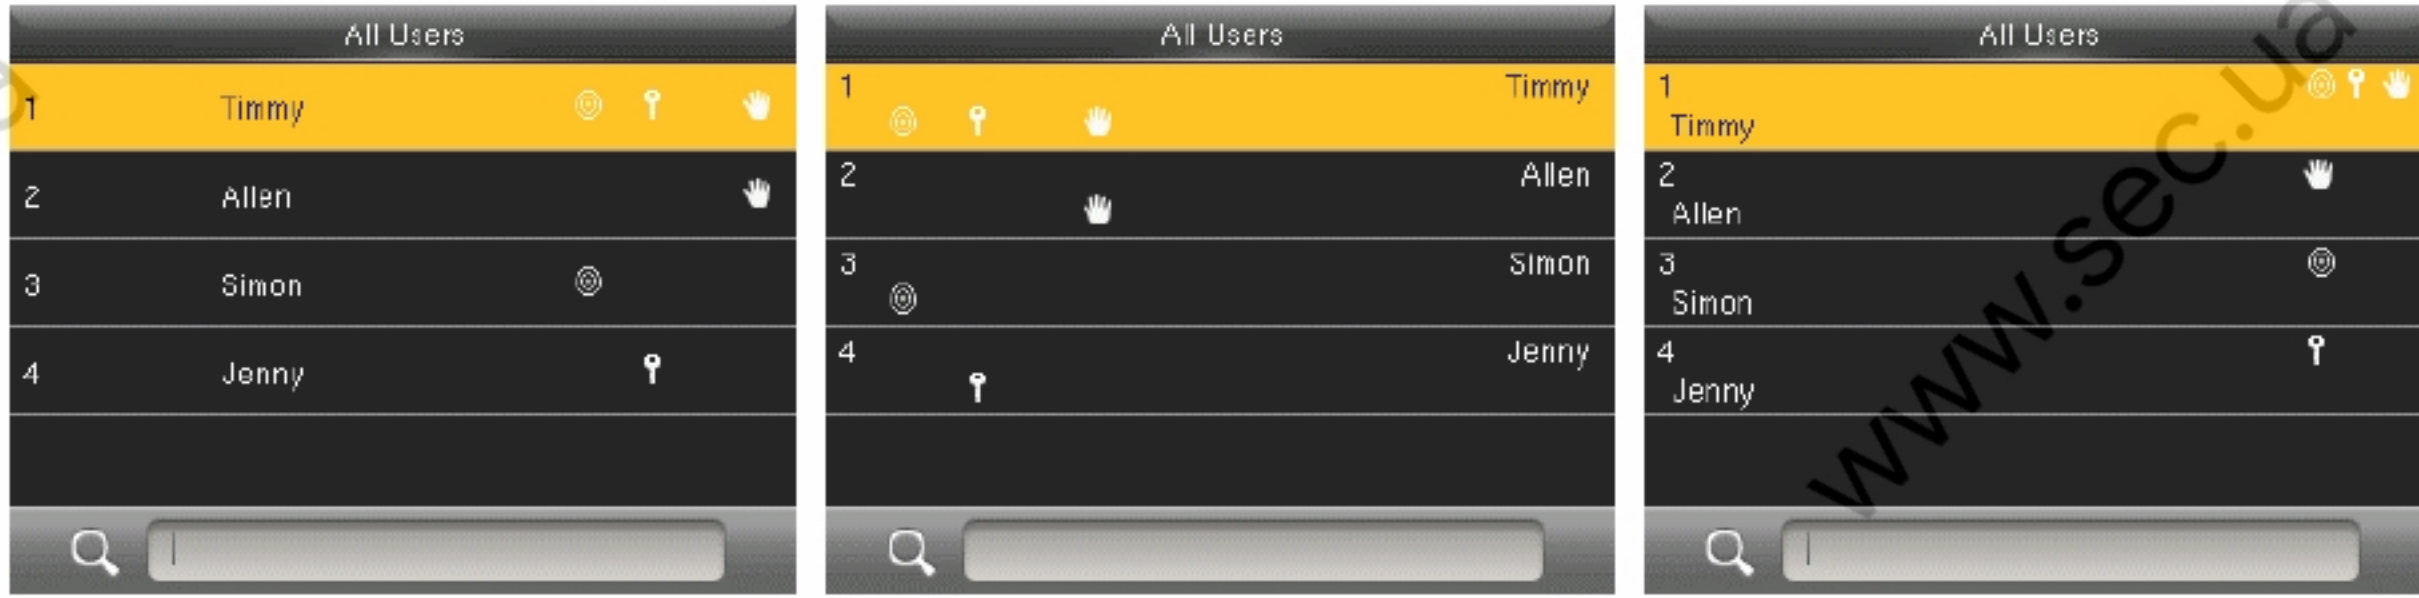 All Users
1 Timmy
2 Allen
3 Simon
4 Jenny
All Users
1 Timmy
2 Allen
3 Simon
4 Jenny
All Users
1
Timmy
2
Allen
3
Simon
4
Jenny
www.sec.ua
a